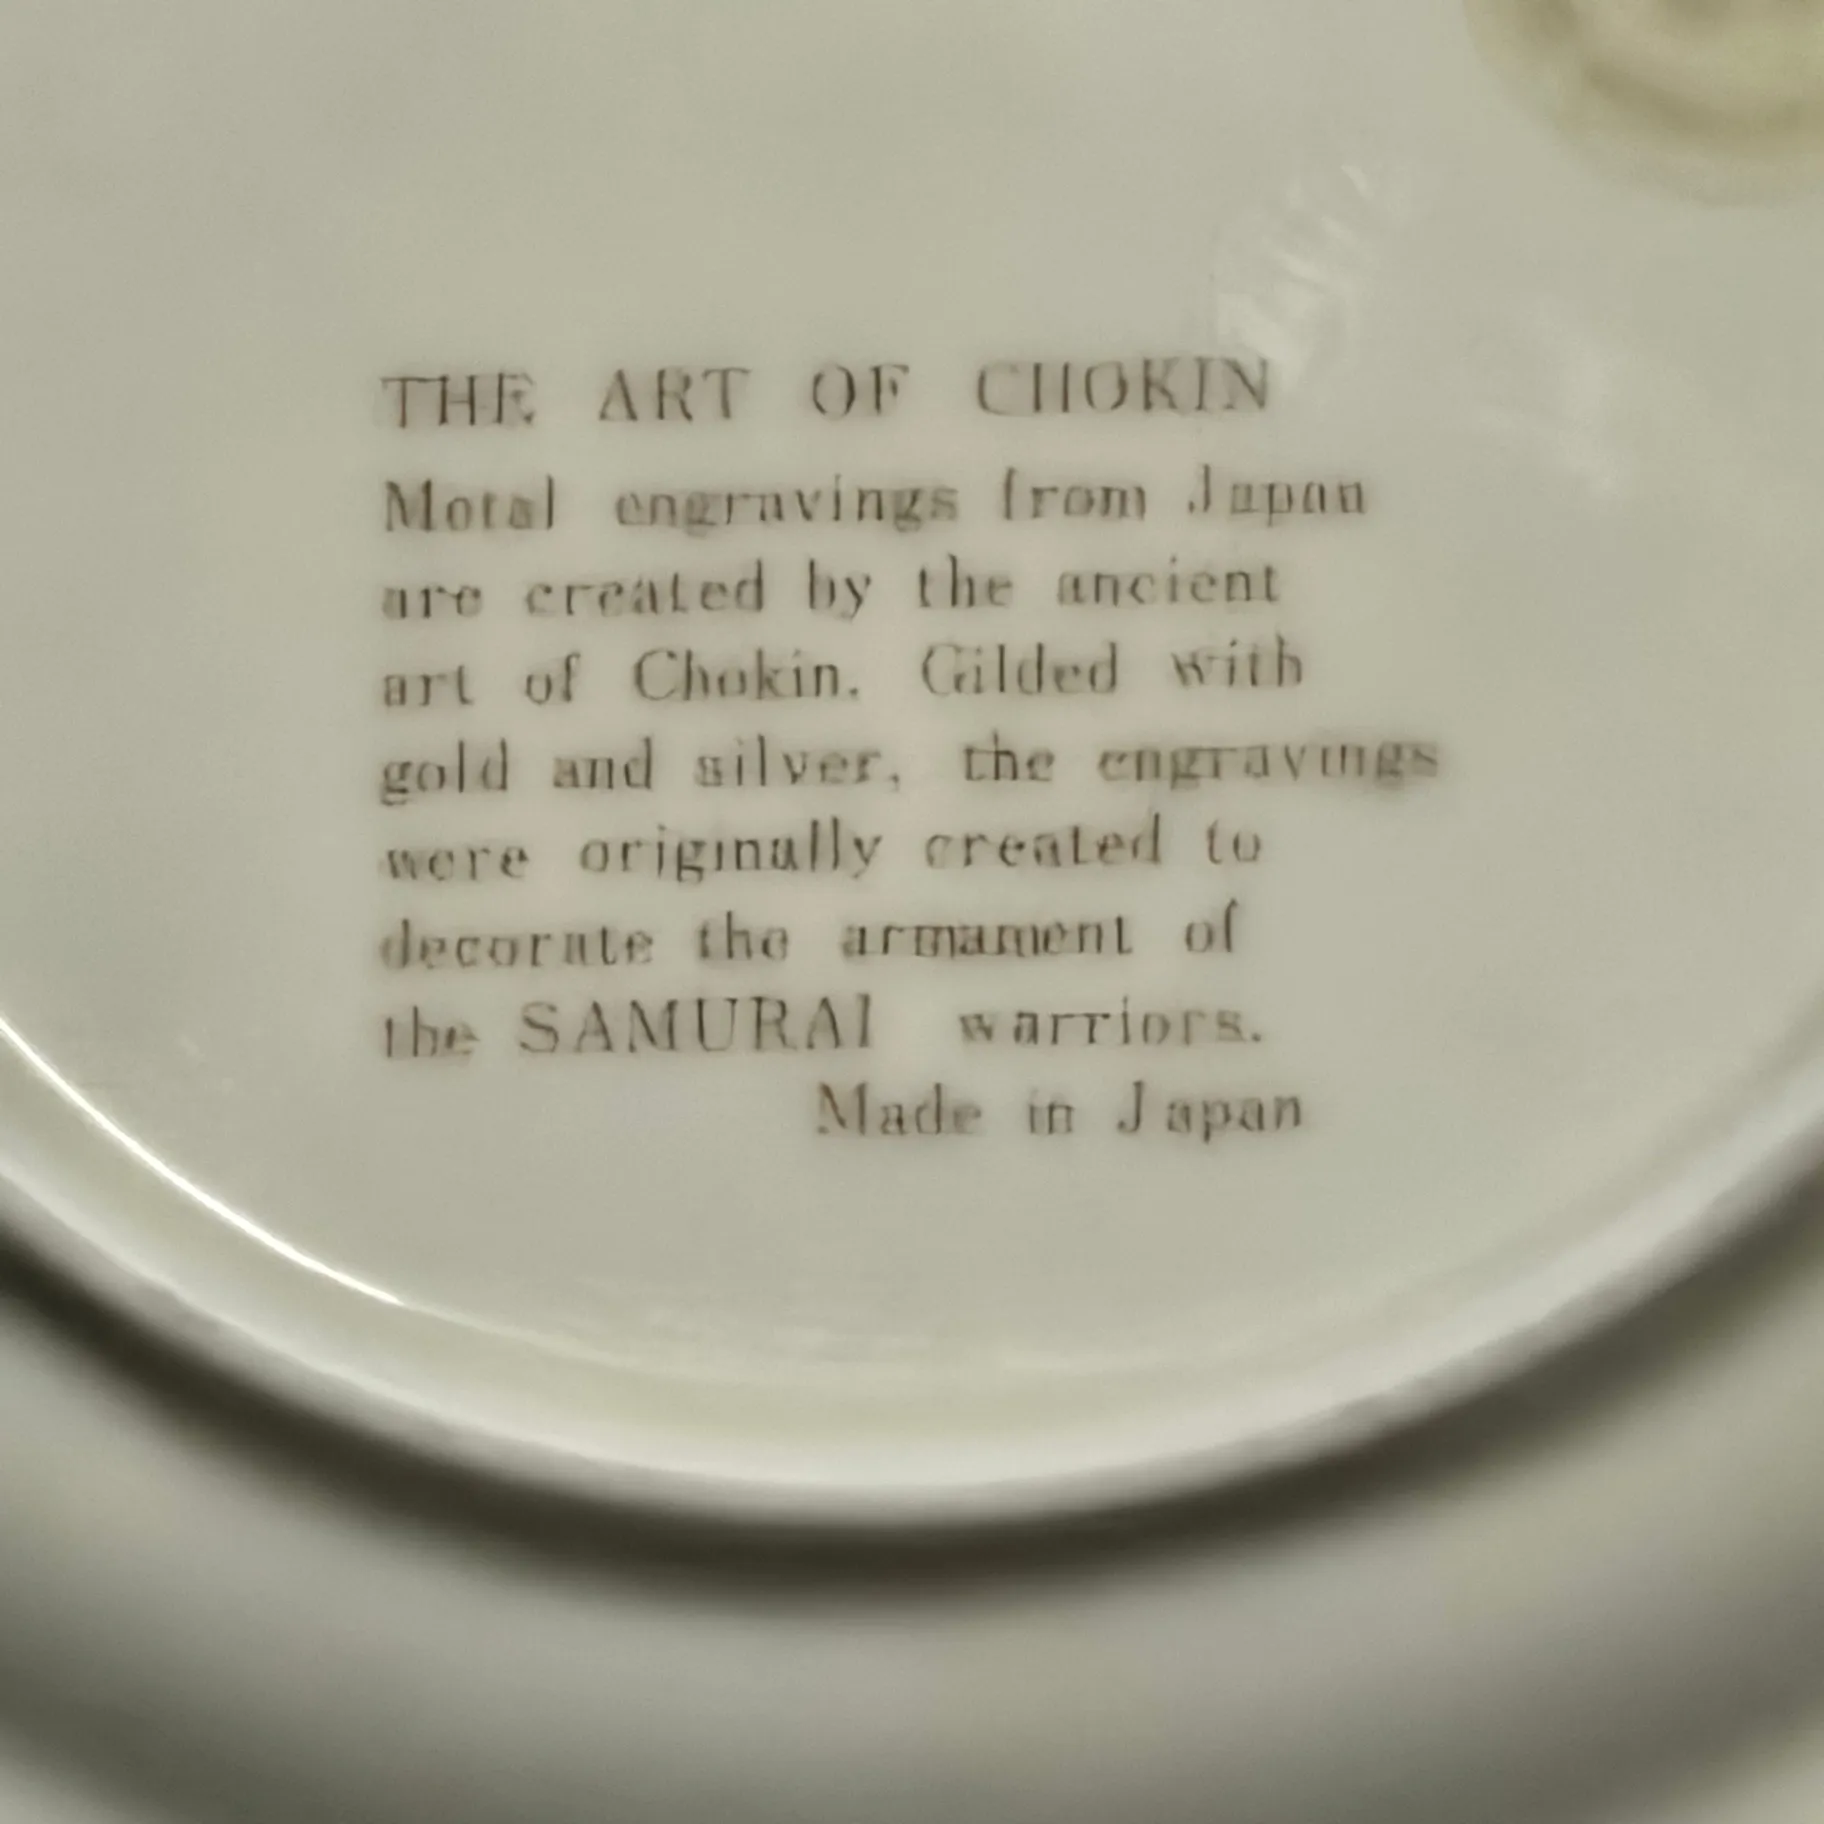 THE ART OF CHOKIN
Metal engravings from Japan
are created by the ancient
art of Chokin. Gilded with
gold and silver, the engravings
were originally created to
decorate the armament of
the SAMURAI warriors.
Made in Japan